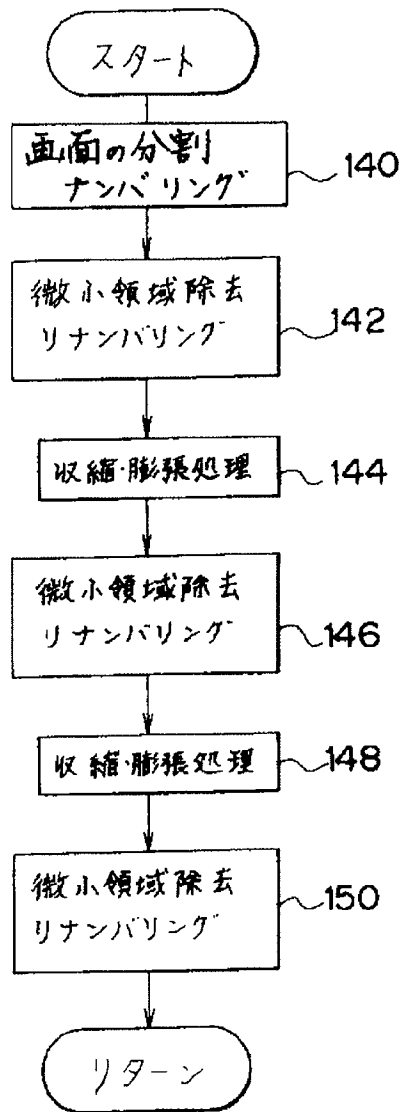 スタート
画面の分割
ナンバリング
140
微小領域除去
リナンバリング
142
収縮・膨張処理
144
微小領域除去
リナンバリング
146
収縮・膨張処理
148
微小領域除去
リナンバリング
150
リターン